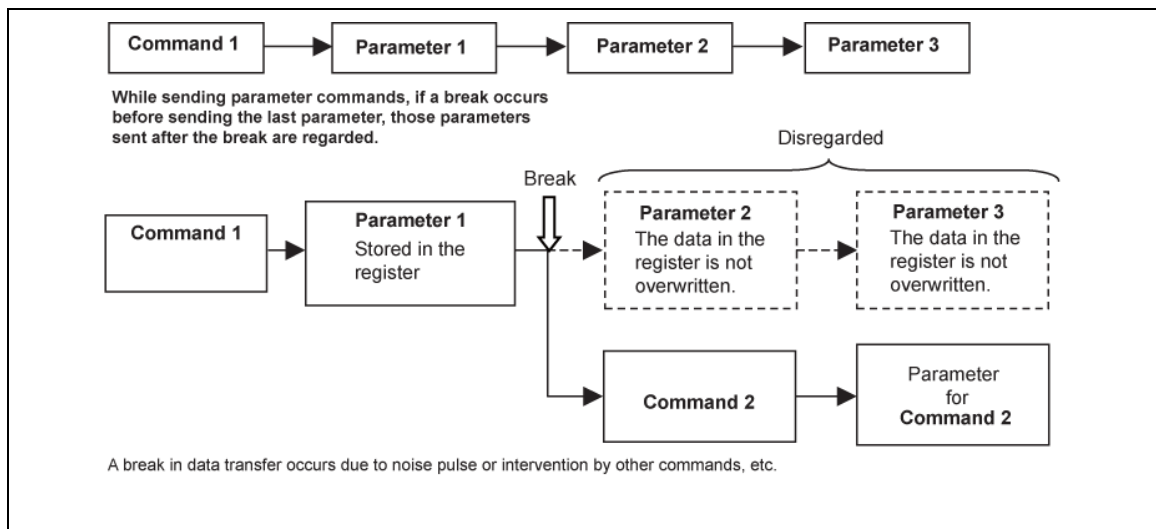 Command 1
Parameter 1
Parameter 2
Parameter 3
While sending parameter commands, if a break occurs
before sending the last parameter, those parameters
sent after the break are regarded.
Disregarded
Break
Command 1
Parameter 1
Stored in the
register
Parameter 2
The data in the
register is not
overwritten.
Parameter 3
The data in the
register is not
overwritten.
Command 2
Parameter
for
Command 2
A break in data transfer occurs due to noise pulse or intervention by other commands, etc.